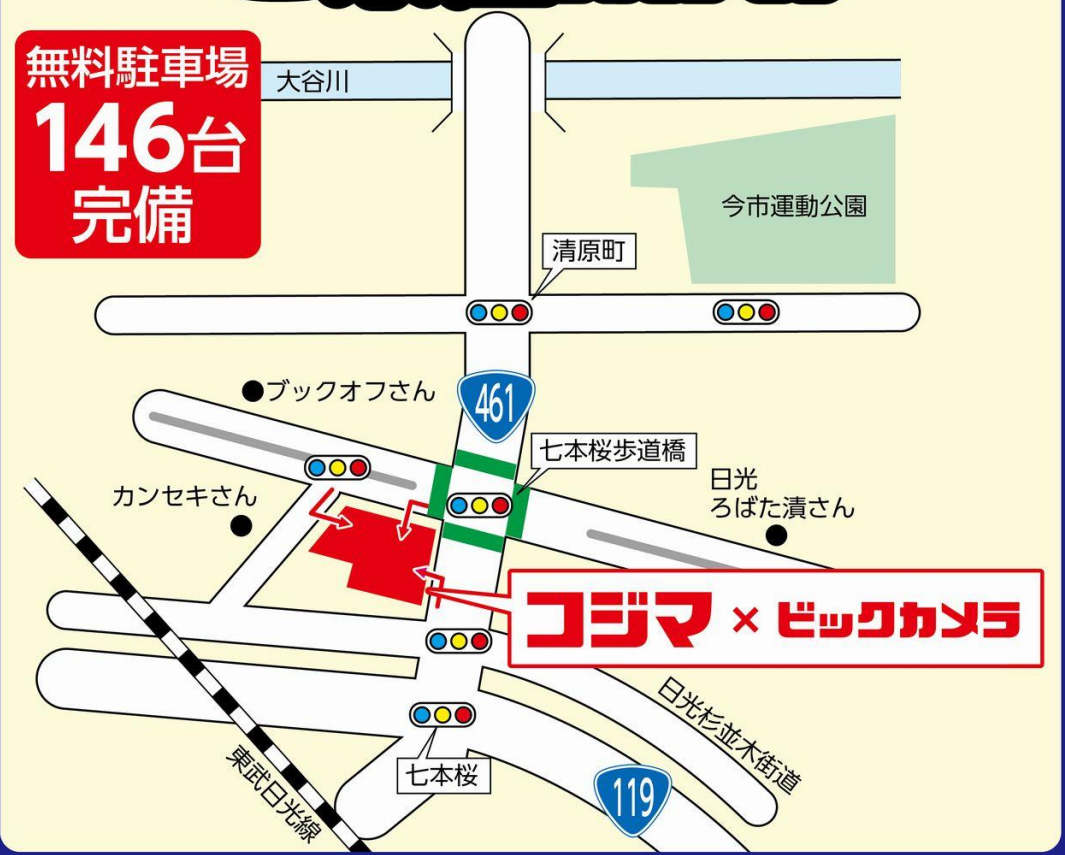 無料駐車場
146台
完備
大谷川
今市運動公園
清原町
ブックオフさん
461
七本桜歩道橋
カンセキさん
日光
ろばた漬さん
コジマ×ビックカメラ
日光杉並木街道
七本桜
119
東武日光線